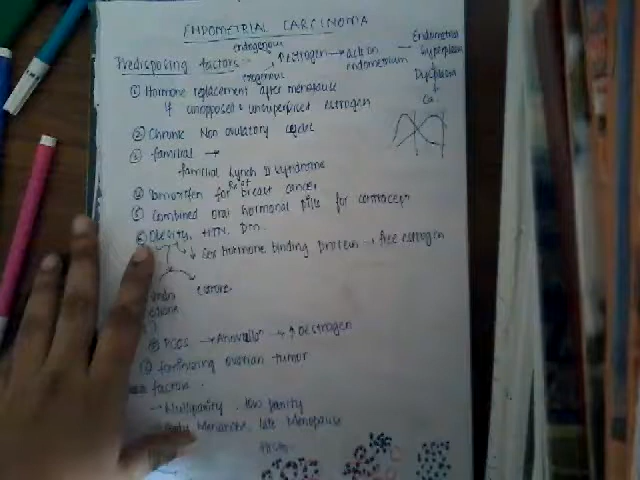 ENDOMETRIAL CARCINOMA
endogenous
Predisposing factors - ↑ estrogen → act on endometrium — Endometrial hyperplasia
Dysplasia
Ca.
① Hormone replacement after menopause
if unopposed & unsupervised estrogen
② Chronic Non ovulatory cycle
③ familial →
familial Lynch II syndrome
④ Tamoxifen for breast cancer
⑤ Combined oral hormonal pills for contracept
⑥ Obesity, HTN, Dm.
↓ Sex Hormone binding protein → free estrogen
estrone
PCOS → Anovulation → ↑ Oestrogen
feminizing ovarian tumor
factors.
→ Nulliparity, low parity
Menarche, late Menopause